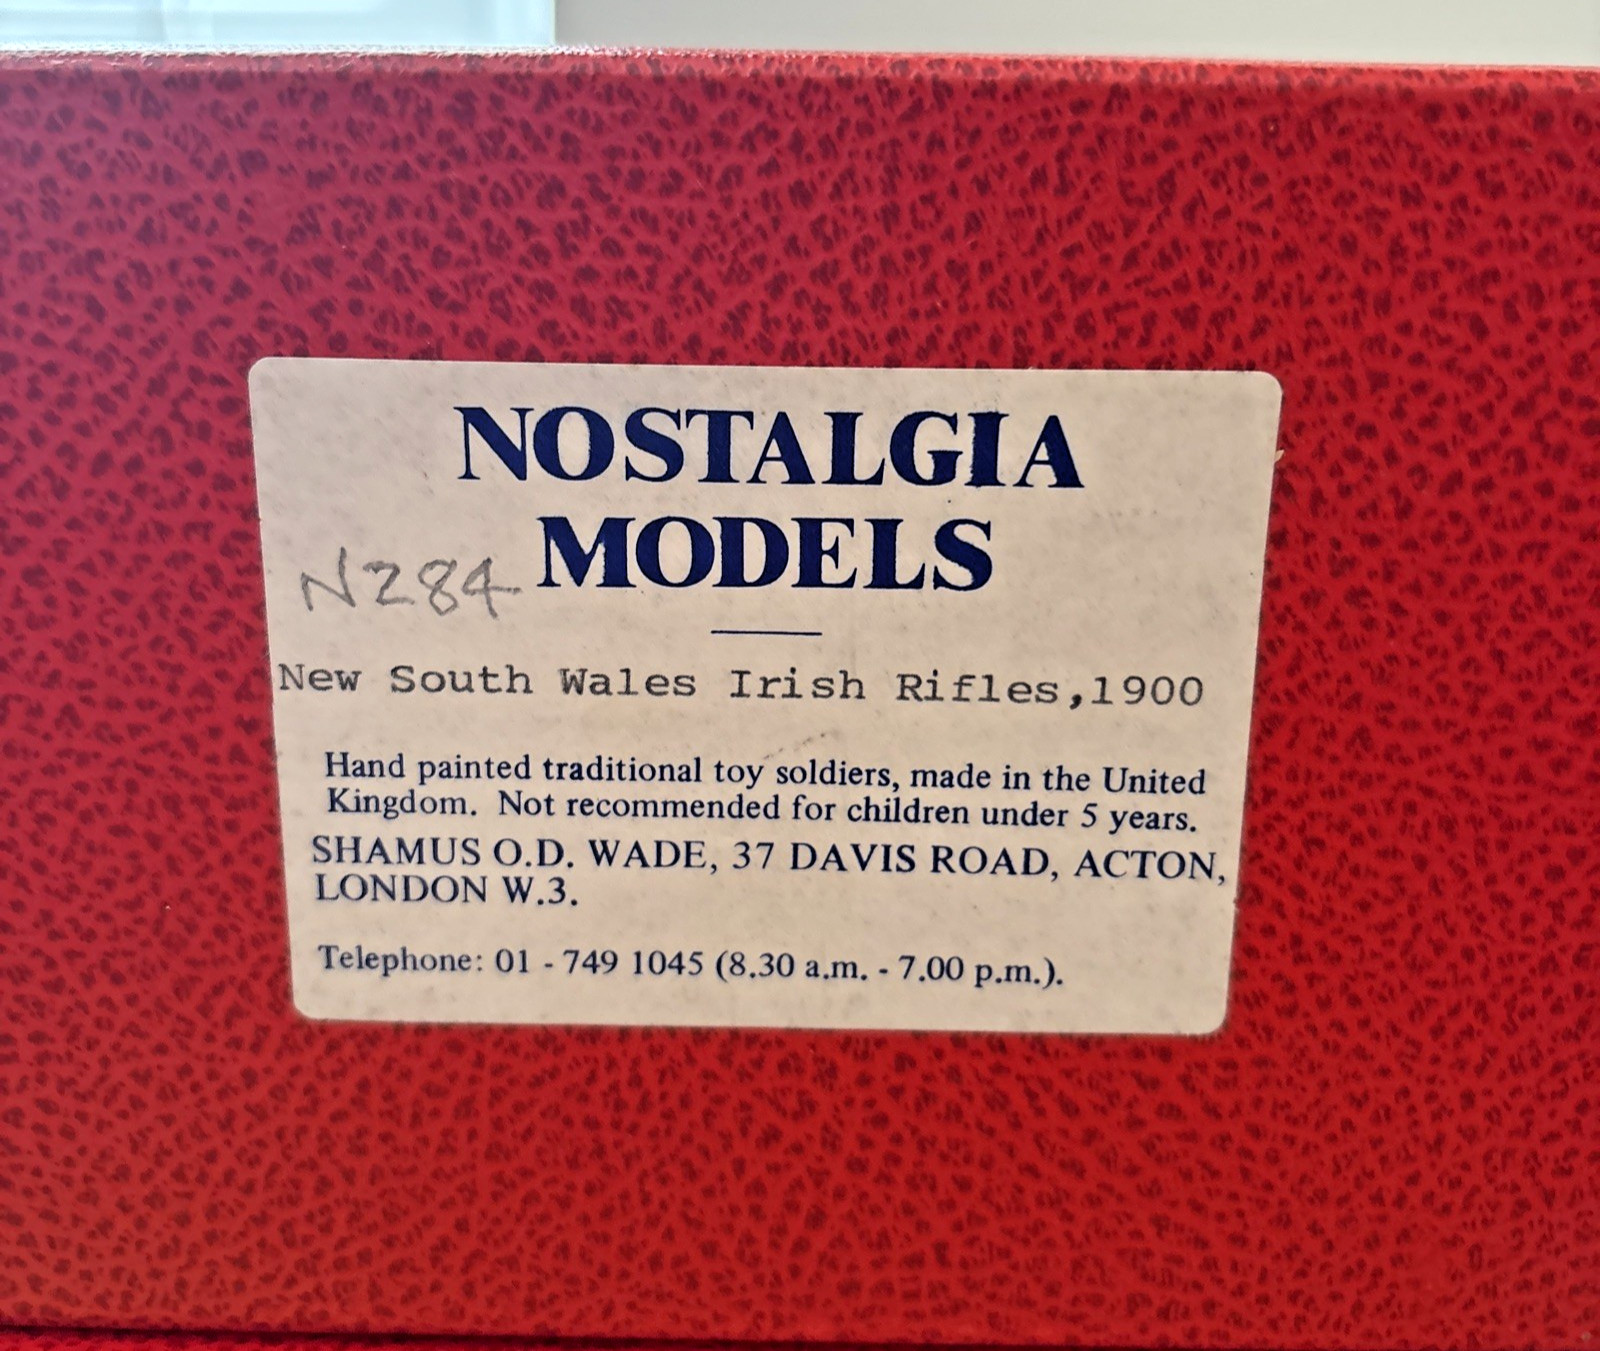 NOSTALGIA
MODELS
N284
New South Wales Irish Rifles,1900
Hand painted traditional toy soldiers, made in the United
Kingdom. Not recommended for children under 5 years.
SHAMUS O.D. WADE, 37 DAVIS ROAD, ACTON,
LONDON W.3.
Telephone: 01 - 749 1045 (8.30 a.m. - 7.00 p.m.).